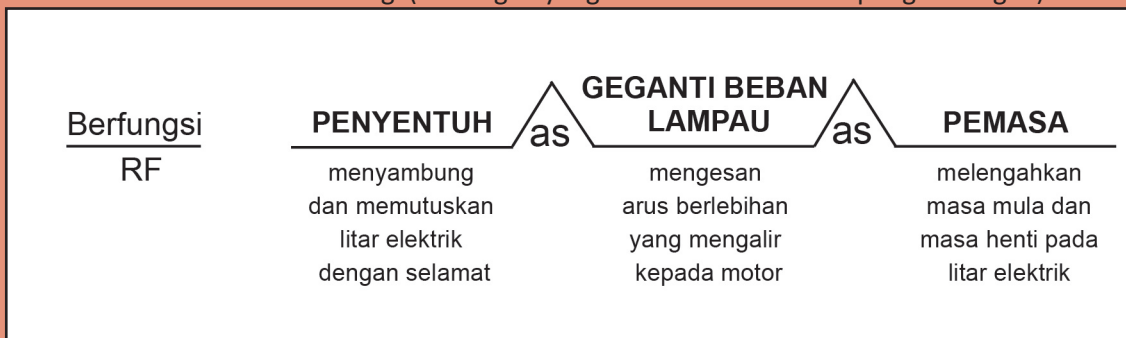 Berfungsi
RF
PENYENTUH
menyambung
dan memutuskan
litar elektrik
dengan selamat
as
GEGANTI BEBAN
LAMPAU
mengesan
arus berlebihan
yang mengalir
kepada motor
as
PEMASA
melengahkan
masa mula dan
masa henti pada
litar elektrik